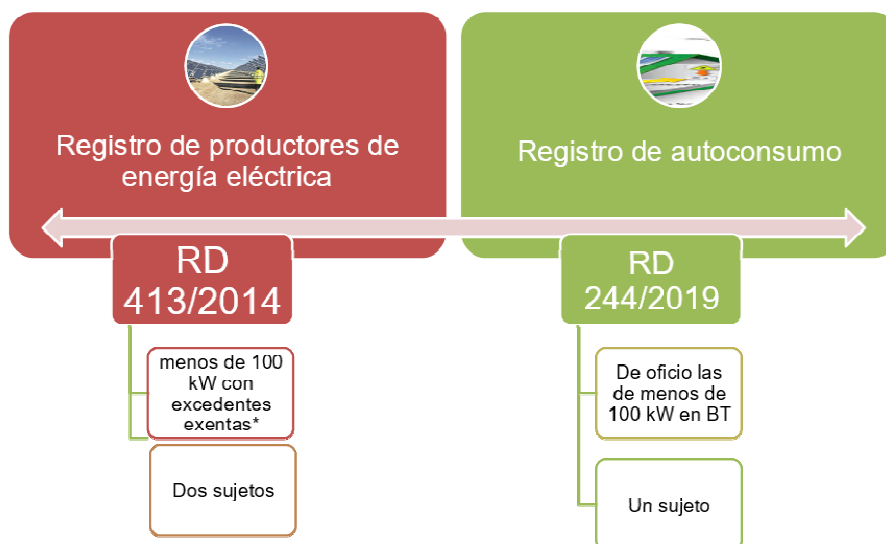 Registro de productores de
energía eléctrica
RD
413/2014
menos de 100
kW con
excedentes
exentas*
Dos sujetos
Registro de autoconsumo
RD
244/2019
De oficio las
de menos de
100 kW en BT
Un sujeto